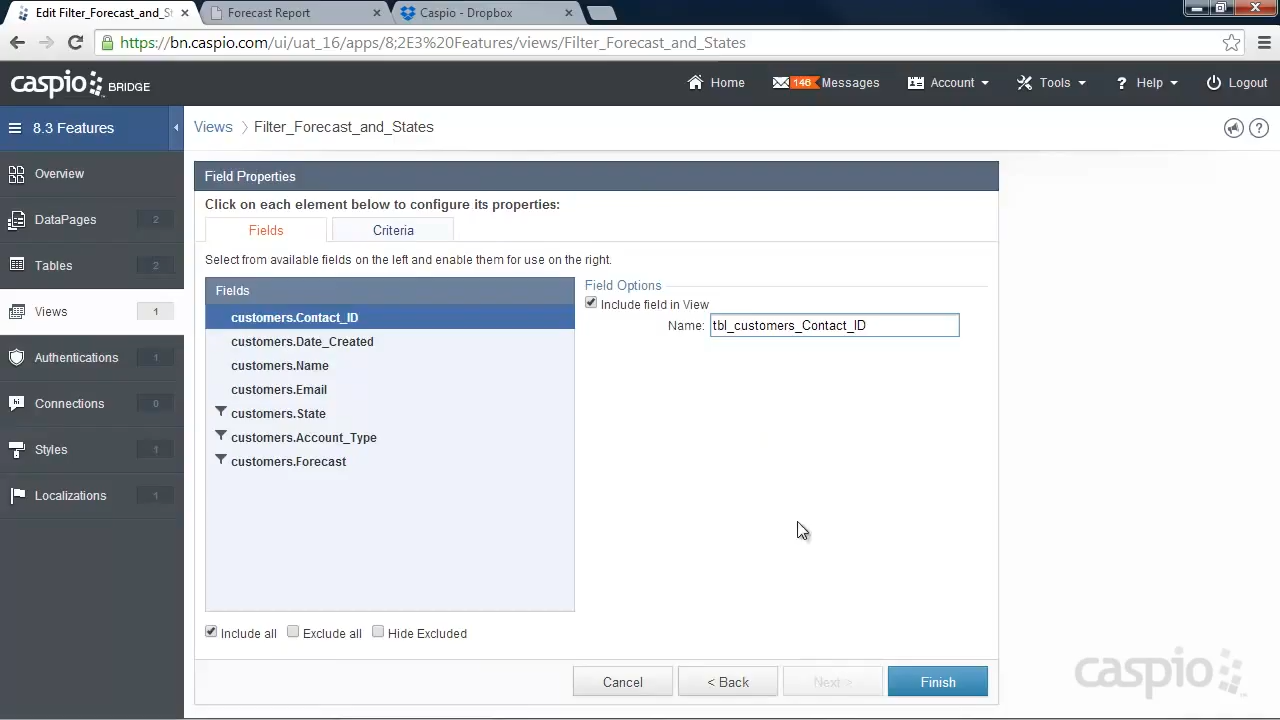 Edit Filter_Forecast_and_St
Forecast Report
Caspio - Dropbox
https://bn.caspio.com/ui/uat_16/apps/8;2E3%20Features/views/Filter_Forecast_and_States
caspio BRIDGE
Home
146 Messages
Account
Tools
? Help
Logout
8.3 Features
Views > Filter_Forecast_and_States
?
Overview
DataPages 2
Tables 2
Views 1
Authentications 1
hi Connections 0
Styles 1
Localizations 1
Field Properties
Click on each element below to configure its properties:
Fields
Criteria
Select from available fields on the left and enable them for use on the right.
Fields
customers.Contact_ID
customers.Date_Created
customers.Name
customers.Email
customers.State
customers.Account_Type
customers.Forecast
Field Options
Include field in View
Name: tbl_customers_Contact_ID
Include all
Exclude all
Hide Excluded
Cancel
< Back
Next >
Finish
caspio